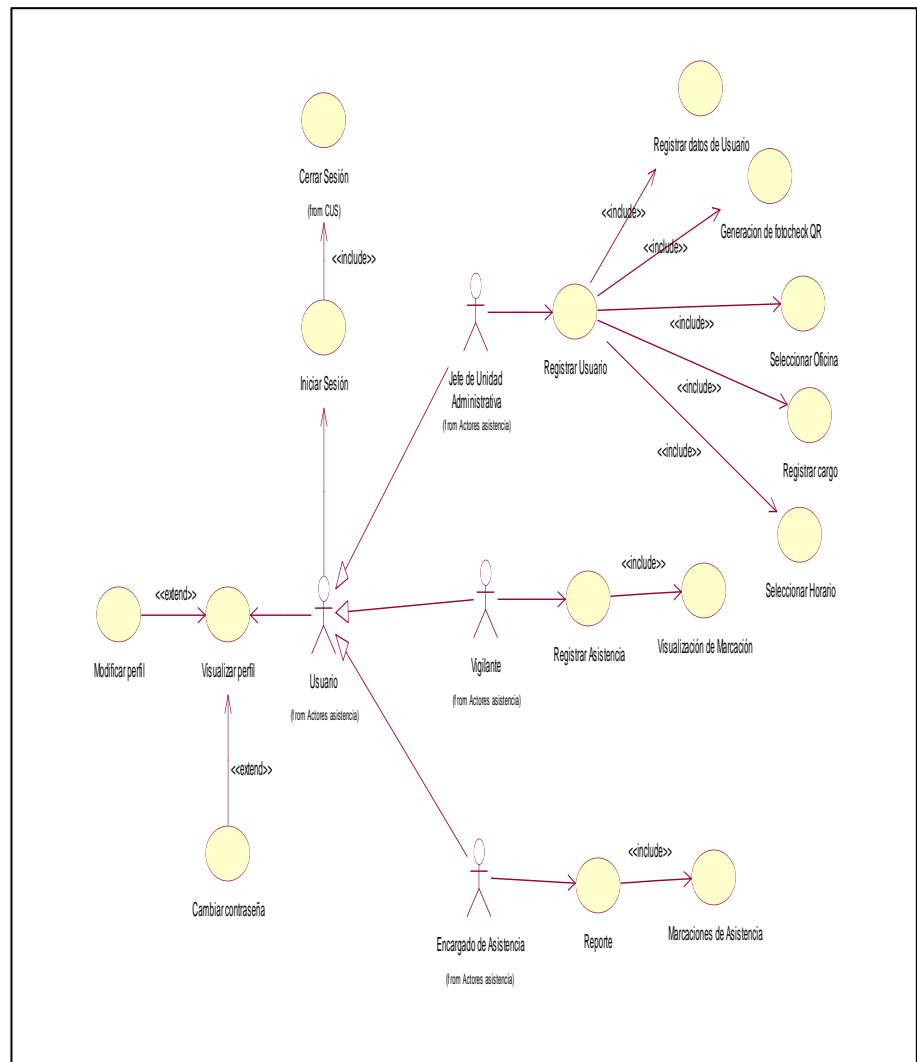 Registrar datos de Usuario
Cerrar Sesión
(from CUS)
<<include>>
Generacion de fotocheck QR
<<include>>
<<include>>
<<include>>
Iniciar Sesión
Registrar Usuario
Seleccionar Oficina
Jefe de Unidad
Administrativa
(from Actores asistencia)
<<include>>
<<include>>
Registrar cargo
Seleccionar Horario
<<extend>>
<<include>>
Modificar perfil
Visualizar perfil
Usuario
(from Actores asistencia)
Vigilante
(from Actores asistencia)
Registrar Asistencia
Visualización de Marcación
<<extend>>
<<include>>
Cambiar contraseña
Encargado de Asistencia
(from Actores asistencia)
Reporte
Marcaciones de Asistencia